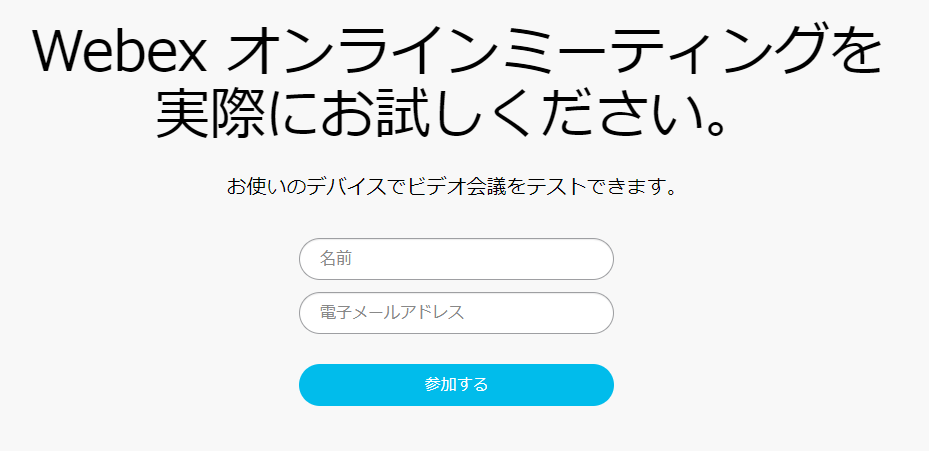 Webex オンラインミーティングを
実際にお試しください。
お使いのデバイスでビデオ会議をテストできます。
名前
電子メールアドレス
参加する